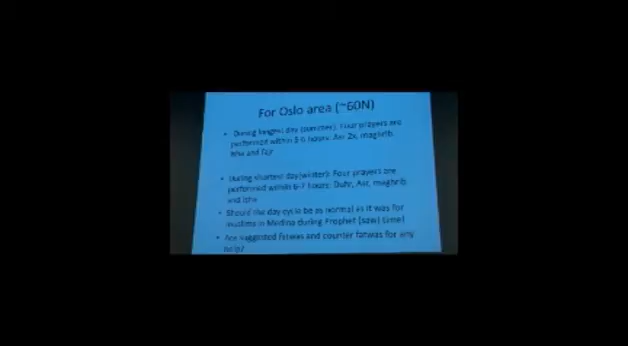 For Oslo area (~60N)
• During longest day (summer): Four prayers are
performed within 5-6 hours: Asr 2x, maghrib
Isha and Fajr
• During shortest day(winter): Four prayers are
performed within 6-7 hours: Duhr, Asr, maghrib
and Isha
• Should the day cycle be as normal as it was for
muslims in Medina during Prophet (saw) time?
• Are suggested fatwas and counter fatwas for any
help?